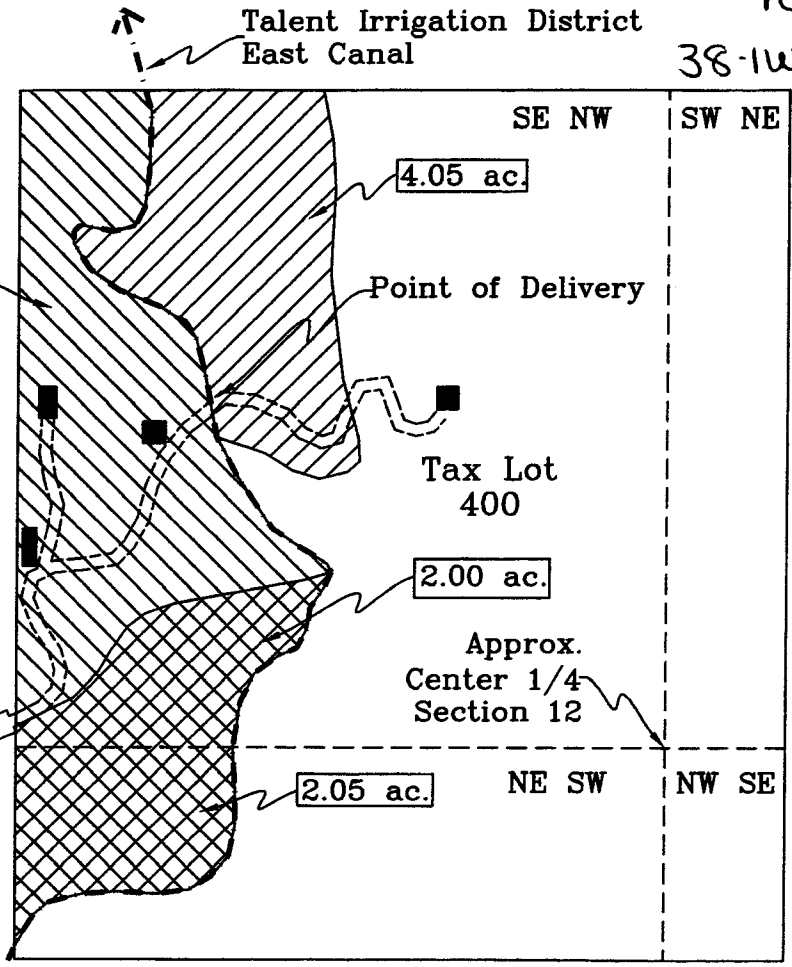 Talent Irrigation District
East Canal
38-1W
SE NW
SW NE
4.05 ac.
Point of Delivery
Tax Lot
400
2.00 ac.
Approx.
Center 1/4
Section 12
2.05 ac.
NE SW
NW SE